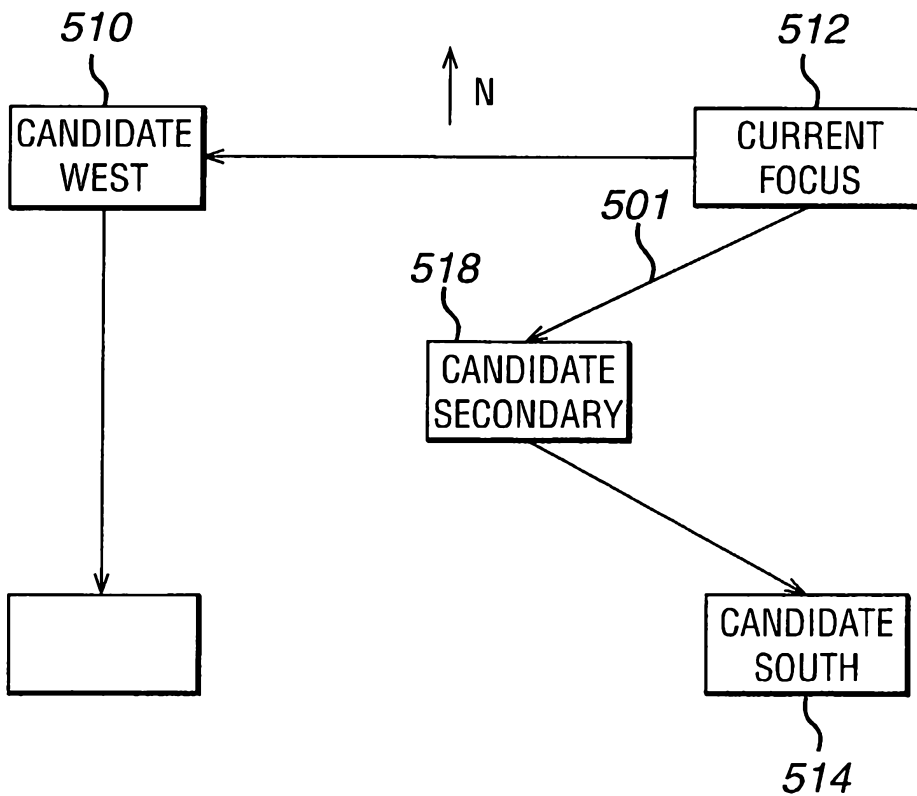 510
512
N
CANDIDATE
WEST
CURRENT
FOCUS
501
518
CANDIDATE
SECONDARY
CANDIDATE
SOUTH
514